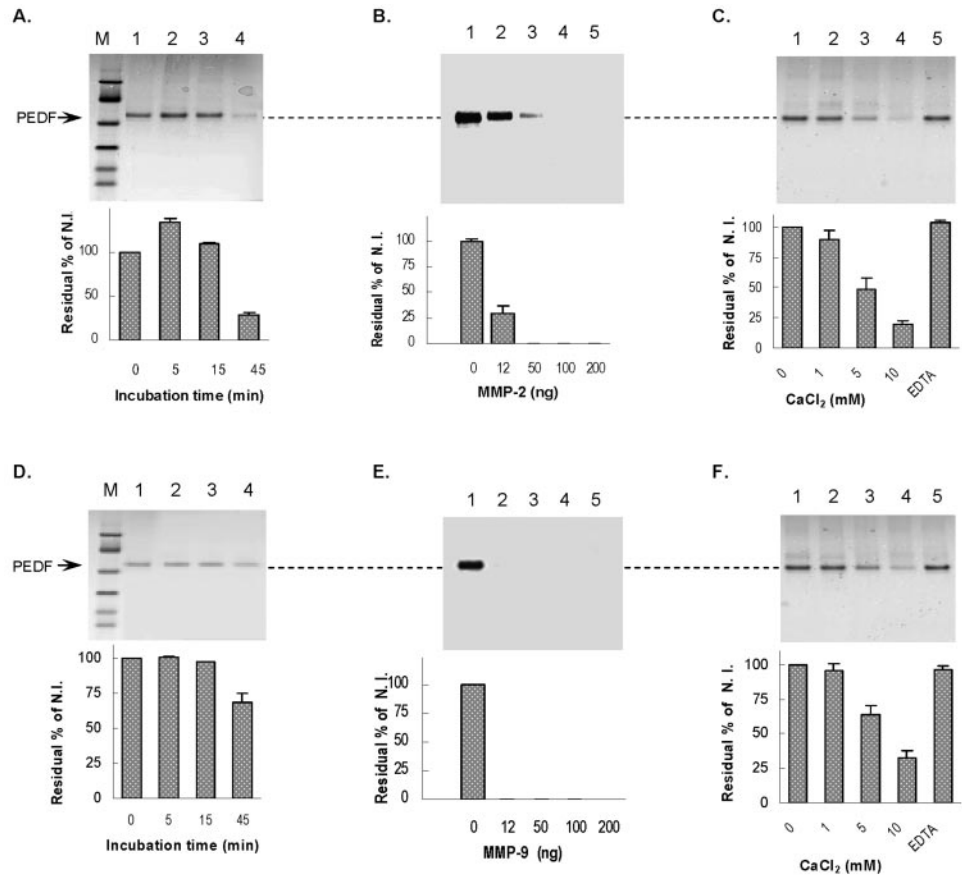 A.
M 1 2 3 4
PEDF
Residual % of N.I.
100
50
0
0 5 15 45
Incubation time (min)
B.
1 2 3 4 5
Residual % of N. I.
100
75
50
25
0
0 12 50 100 200
MMP-2 (ng)
C.
1 2 3 4 5
Residual % of N. I.
100
75
50
25
0
0 1 5 10 EDTA
CaCl₂ (mM)
D.
M 1 2 3 4
PEDF
Residual % of N.I.
100
75
50
25
0
0 5 15 45
Incubation time (min)
E.
1 2 3 4 5
Residual % of N. I.
100
75
50
25
0
0 12 50 100 200
MMP-9 (ng)
F.
1 2 3 4 5
Residual % of N. I.
100
75
50
25
0
0 1 5 10 EDTA
CaCl₂ (mM)